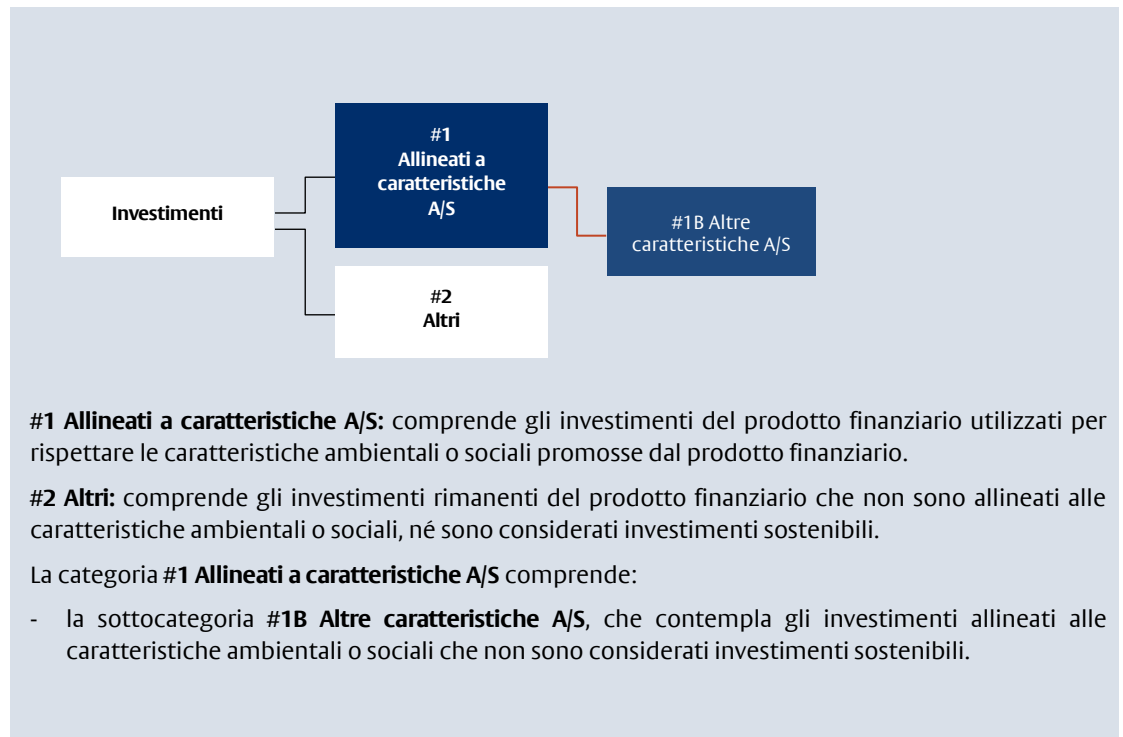 #1
Allineati a
caratteristiche
A/S
Investimenti
#1B Altre
caratteristiche A/S
#2
Altri
#1 Allineati a caratteristiche A/S: comprende gli investimenti del prodotto finanziario utilizzati per
rispettare le caratteristiche ambientali o sociali promosse dal prodotto finanziario.
#2 Altri: comprende gli investimenti rimanenti del prodotto finanziario che non sono allineati alle
caratteristiche ambientali o sociali, né sono considerati investimenti sostenibili.
La categoria #1 Allineati a caratteristiche A/S comprende:
- la sottocategoria #1B Altre caratteristiche A/S, che contempla gli investimenti allineati alle
caratteristiche ambientali o sociali che non sono considerati investimenti sostenibili.